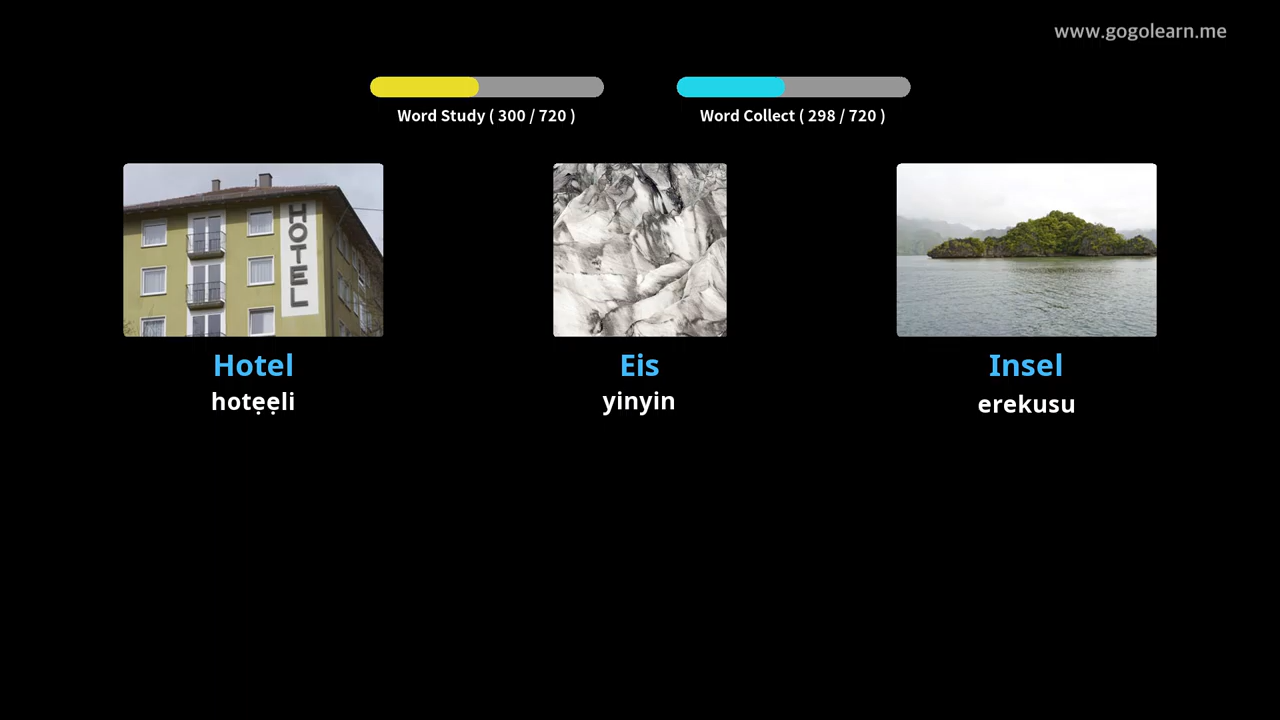 www.gogolearn.me
Word Study ( 300 / 720 )
Word Collect ( 298 / 720 )
HOTEL
Hotel
Eis
Insel
hotẹẹli
yinyin
erekusu